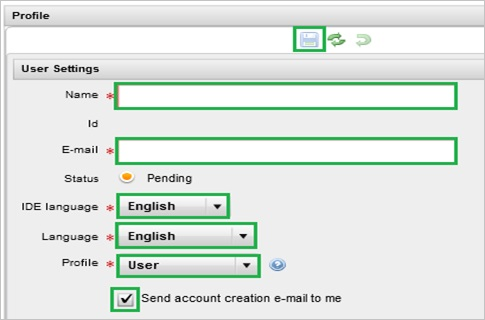 Profile
User Settings
Name *
Id
E-mail *
Status Pending
IDE language * English
Language * English
Profile * User
Send account creation e-mail to me